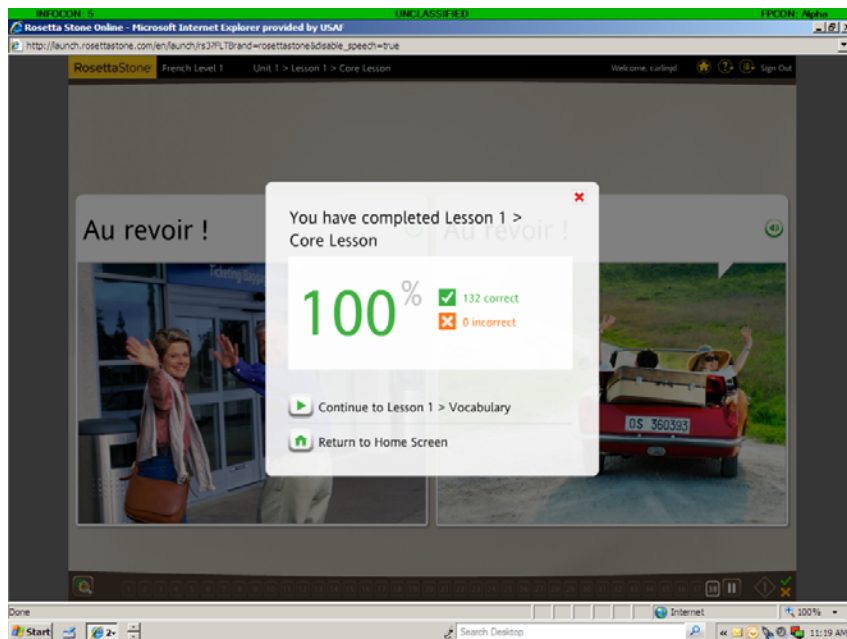 INFOCON: 5 UNCLASSIFIED FPCON: Alpha
Rosetta Stone Online - Microsoft Internet Explorer provided by USAF
http://launch.rosettastone.com/en/launch/rs3?FLTBrand=rosettastone&disable_speech=true
RosettaStone French Level 1 Unit 1 > Lesson 1 > Core Lesson Welcome, carlinjd Sign Out
Au revoir !
Au revoir !
Ticketing
You have completed Lesson 1 >
Core Lesson
100%
132 correct
0 incorrect
Continue to Lesson 1 > Vocabulary
Return to Home Screen
OS 360393
Done Internet 100%
Start 2 Search Desktop 11:19 AM